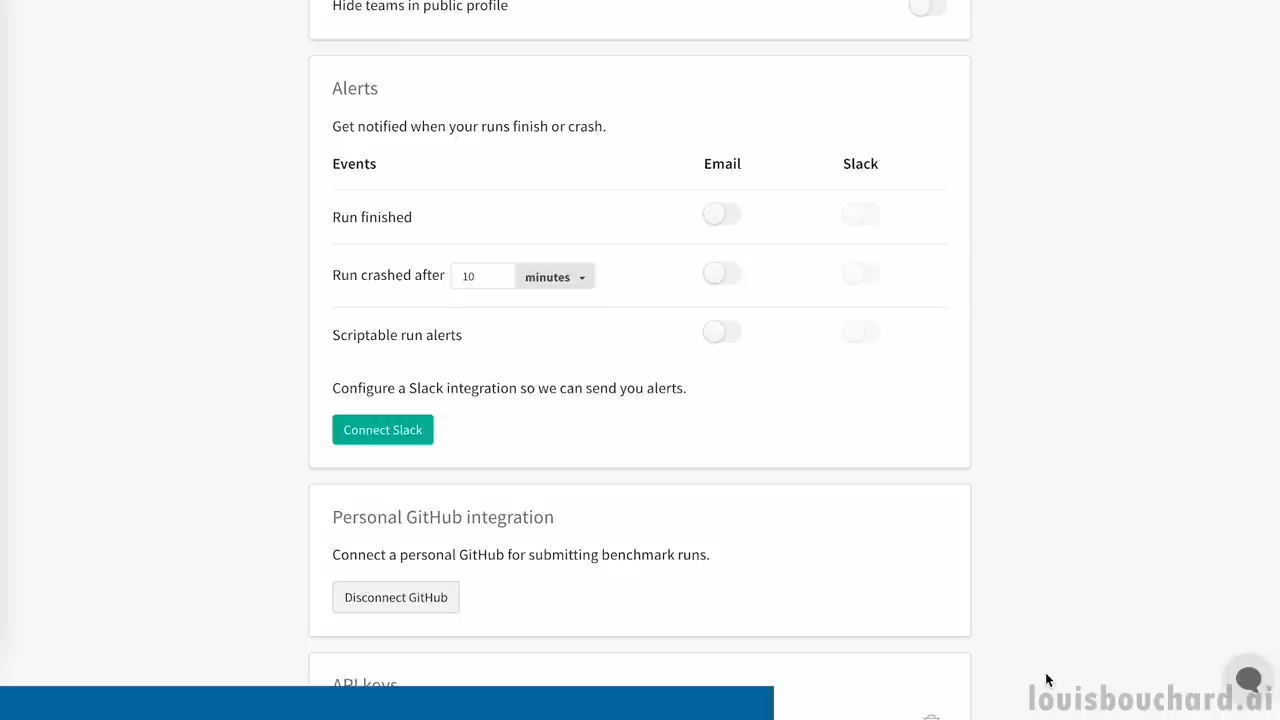 Hide teams in public profile
Alerts
Get notified when your runs finish or crash.
Events Email Slack
Run finished
Run crashed after 10 minutes
Scriptable run alerts
Configure a Slack integration so we can send you alerts.
Connect Slack
Personal GitHub integration
Connect a personal GitHub for submitting benchmark runs.
Disconnect GitHub
API keys
louisbouchard.ai